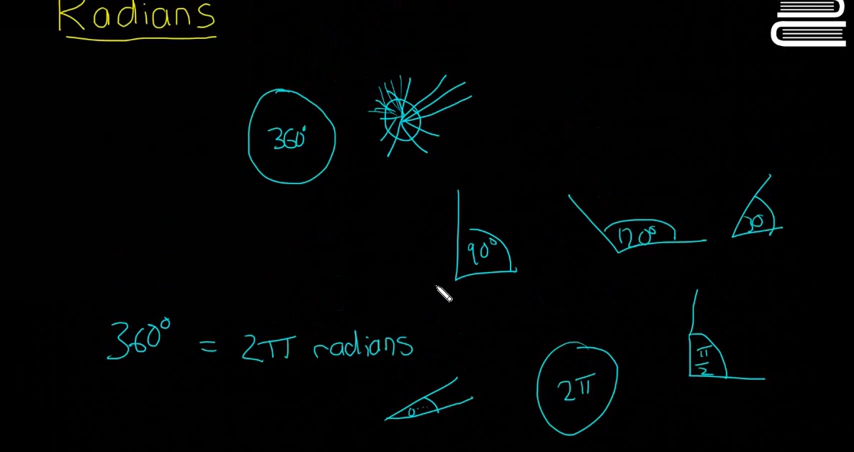 Radians
360°
90°
120°
30
360° = 2π radians
2π
π/2